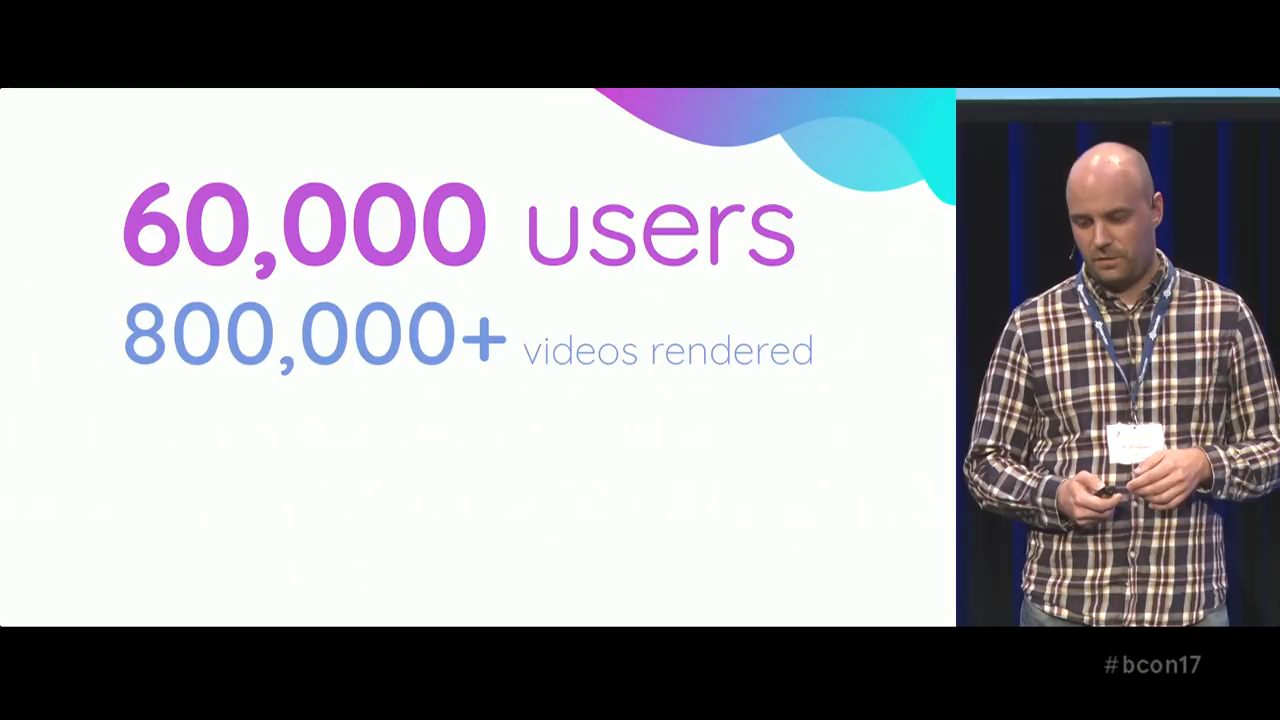 60,000 users
800,000+ videos rendered
#bcon17